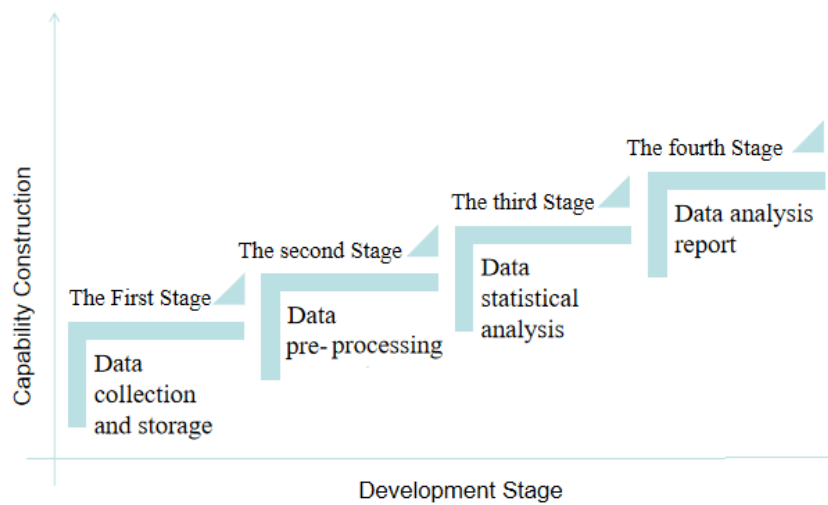 The fourth Stage
Data analysis
report
The third Stage
Data
statistical
analysis
The second Stage
Data
pre-processing
The First Stage
Data
collection
and storage
Capability Construction
Development Stage